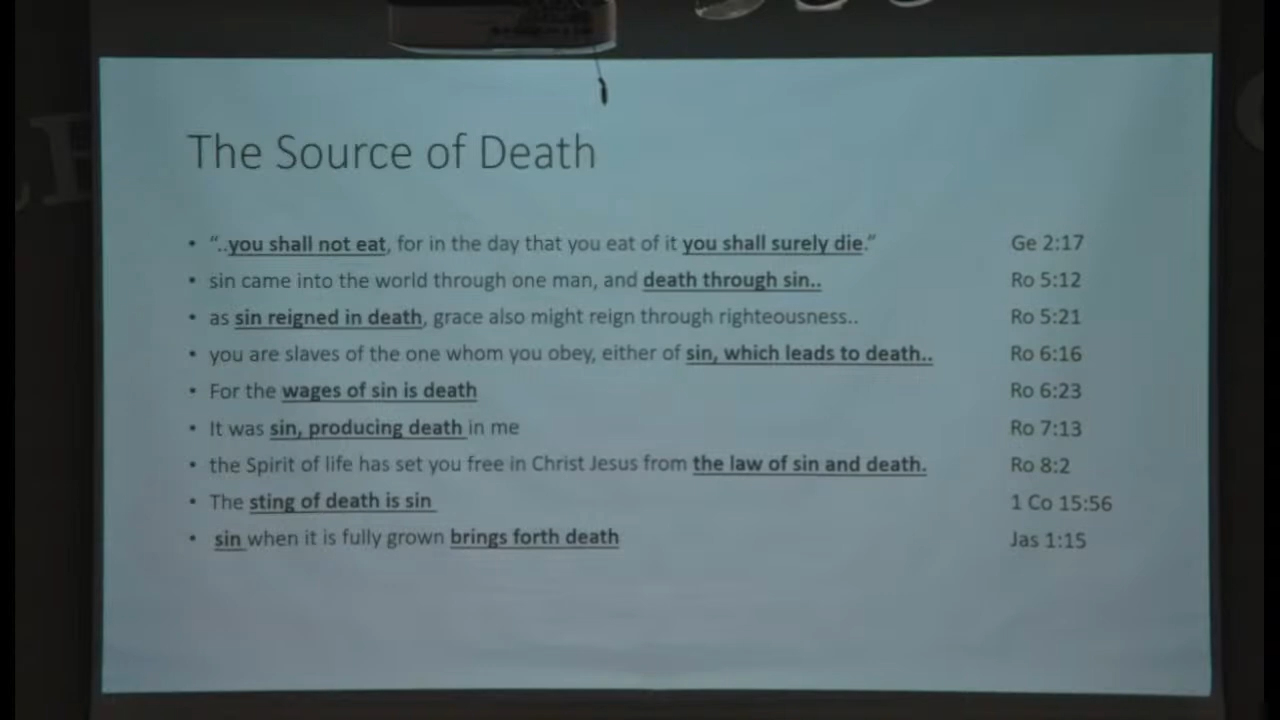 The Source of Death
• “..you shall not eat, for in the day that you eat of it you shall surely die.” Ge 2:17
• sin came into the world through one man, and death through sin.. Ro 5:12
• as sin reigned in death, grace also might reign through righteousness.. Ro 5:21
• you are slaves of the one whom you obey, either of sin, which leads to death.. Ro 6:16
• For the wages of sin is death Ro 6:23
• It was sin, producing death in me Ro 7:13
• the Spirit of life has set you free in Christ Jesus from the law of sin and death. Ro 8:2
• The sting of death is sin 1 Co 15:56
• sin when it is fully grown brings forth death Jas 1:15